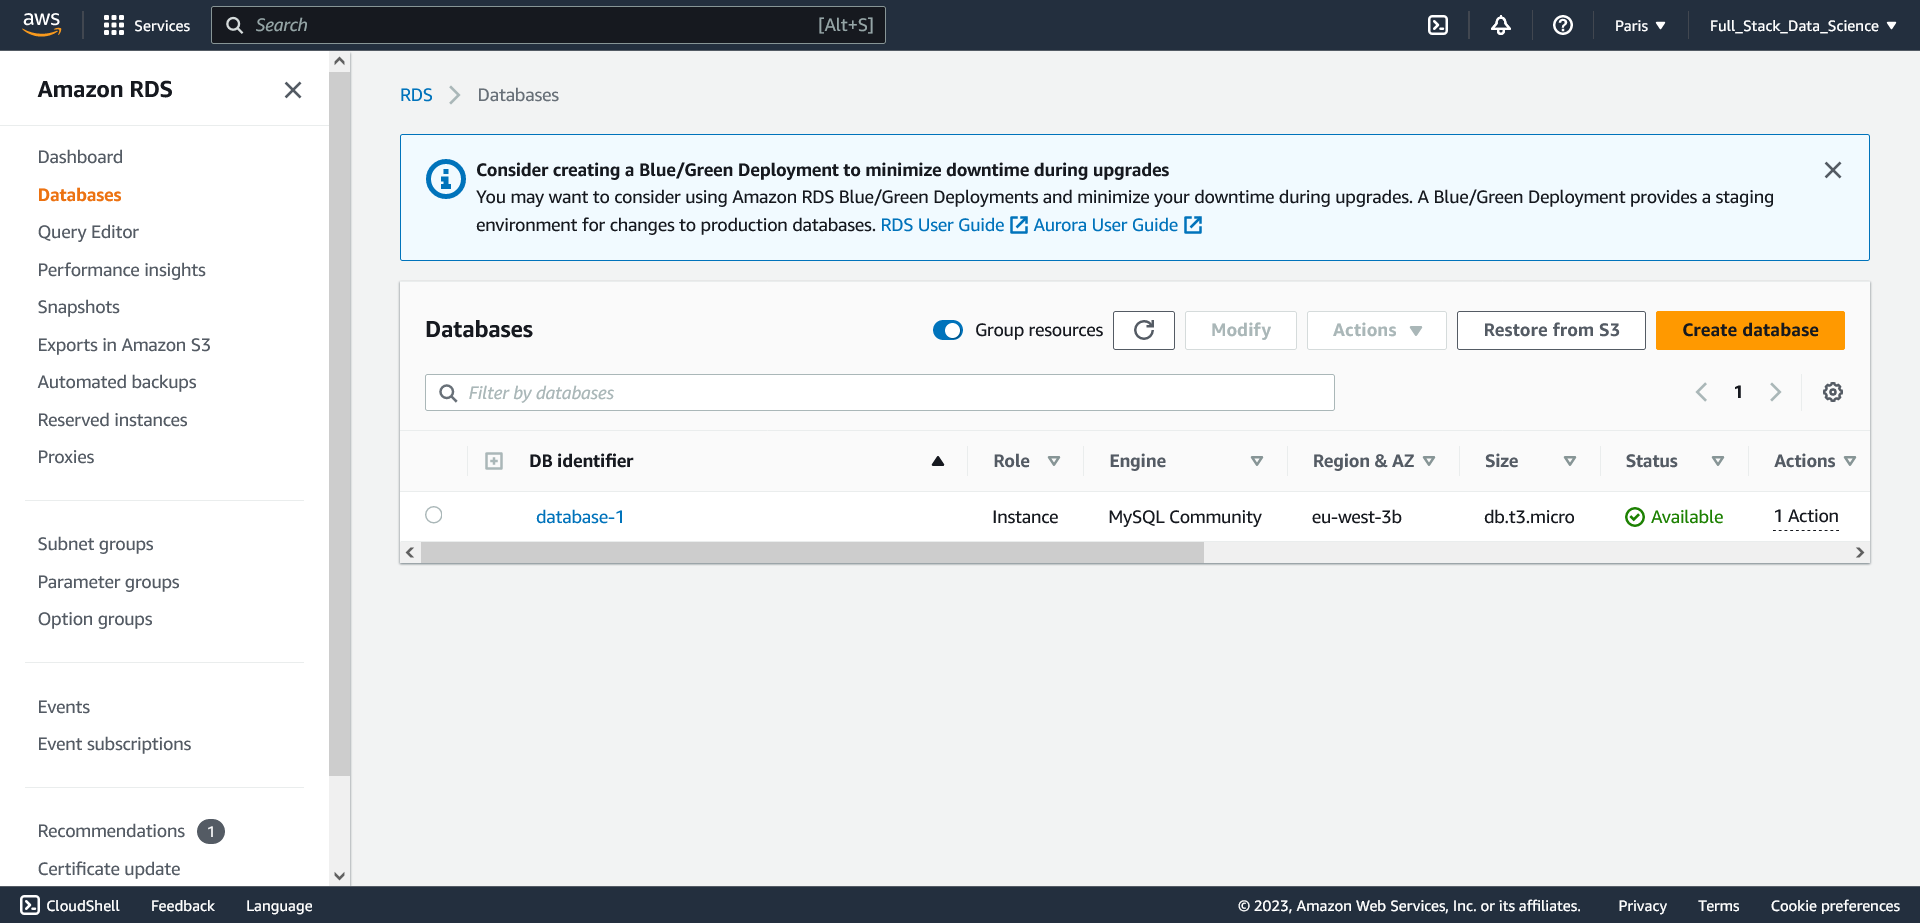 aws
Services
Search [Alt+S]
Paris
Full_Stack_Data_Science
Amazon RDS
Dashboard
Databases
Query Editor
Performance insights
Snapshots
Exports in Amazon S3
Automated backups
Reserved instances
Proxies
Subnet groups
Parameter groups
Option groups
Events
Event subscriptions
Recommendations 1
Certificate update
RDS Databases
Consider creating a Blue/Green Deployment to minimize downtime during upgrades
You may want to consider using Amazon RDS Blue/Green Deployments and minimize your downtime during upgrades. A Blue/Green Deployment provides a staging
environment for changes to production databases. RDS User Guide Aurora User Guide
Databases Group resources Modify Actions Restore from S3 Create database
Filter by databases 1
DB identifier Role Engine Region & AZ Size Status Actions
database-1 Instance MySQL Community eu-west-3b db.t3.micro Available 1 Action
CloudShell Feedback Language © 2023, Amazon Web Services, Inc. or its affiliates. Privacy Terms Cookie preferences